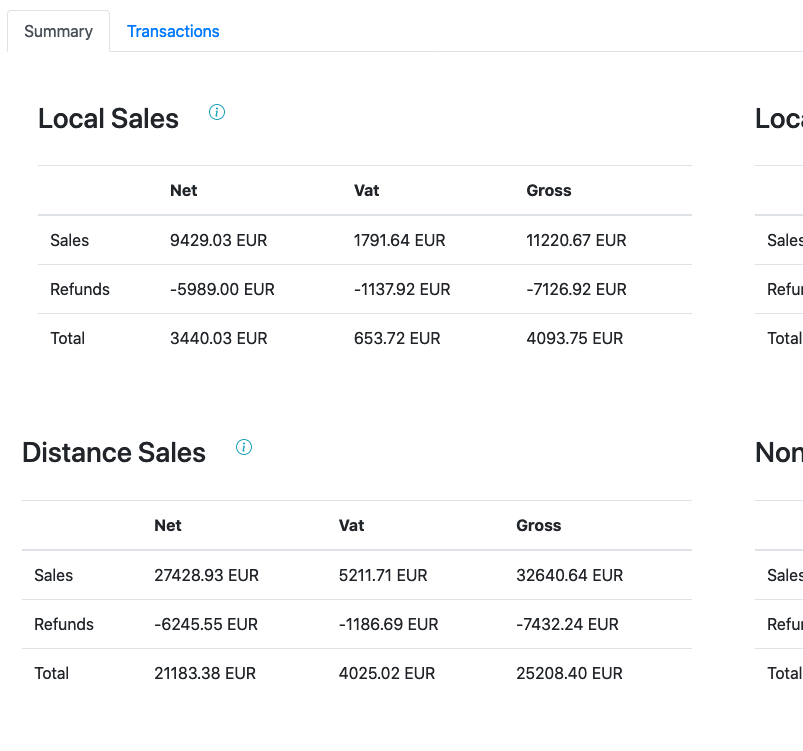 Summary Transactions
Local Sales
Net Vat Gross
Sales 9429.03 EUR 1791.64 EUR 11220.67 EUR
Refunds -5989.00 EUR -1137.92 EUR -7126.92 EUR
Total 3440.03 EUR 653.72 EUR 4093.75 EUR
Loca
Sales
Refur
Total
Distance Sales
Net Vat Gross
Sales 27428.93 EUR 5211.71 EUR 32640.64 EUR
Refunds -6245.55 EUR -1186.69 EUR -7432.24 EUR
Total 21183.38 EUR 4025.02 EUR 25208.40 EUR
Non
Sales
Refur
Total